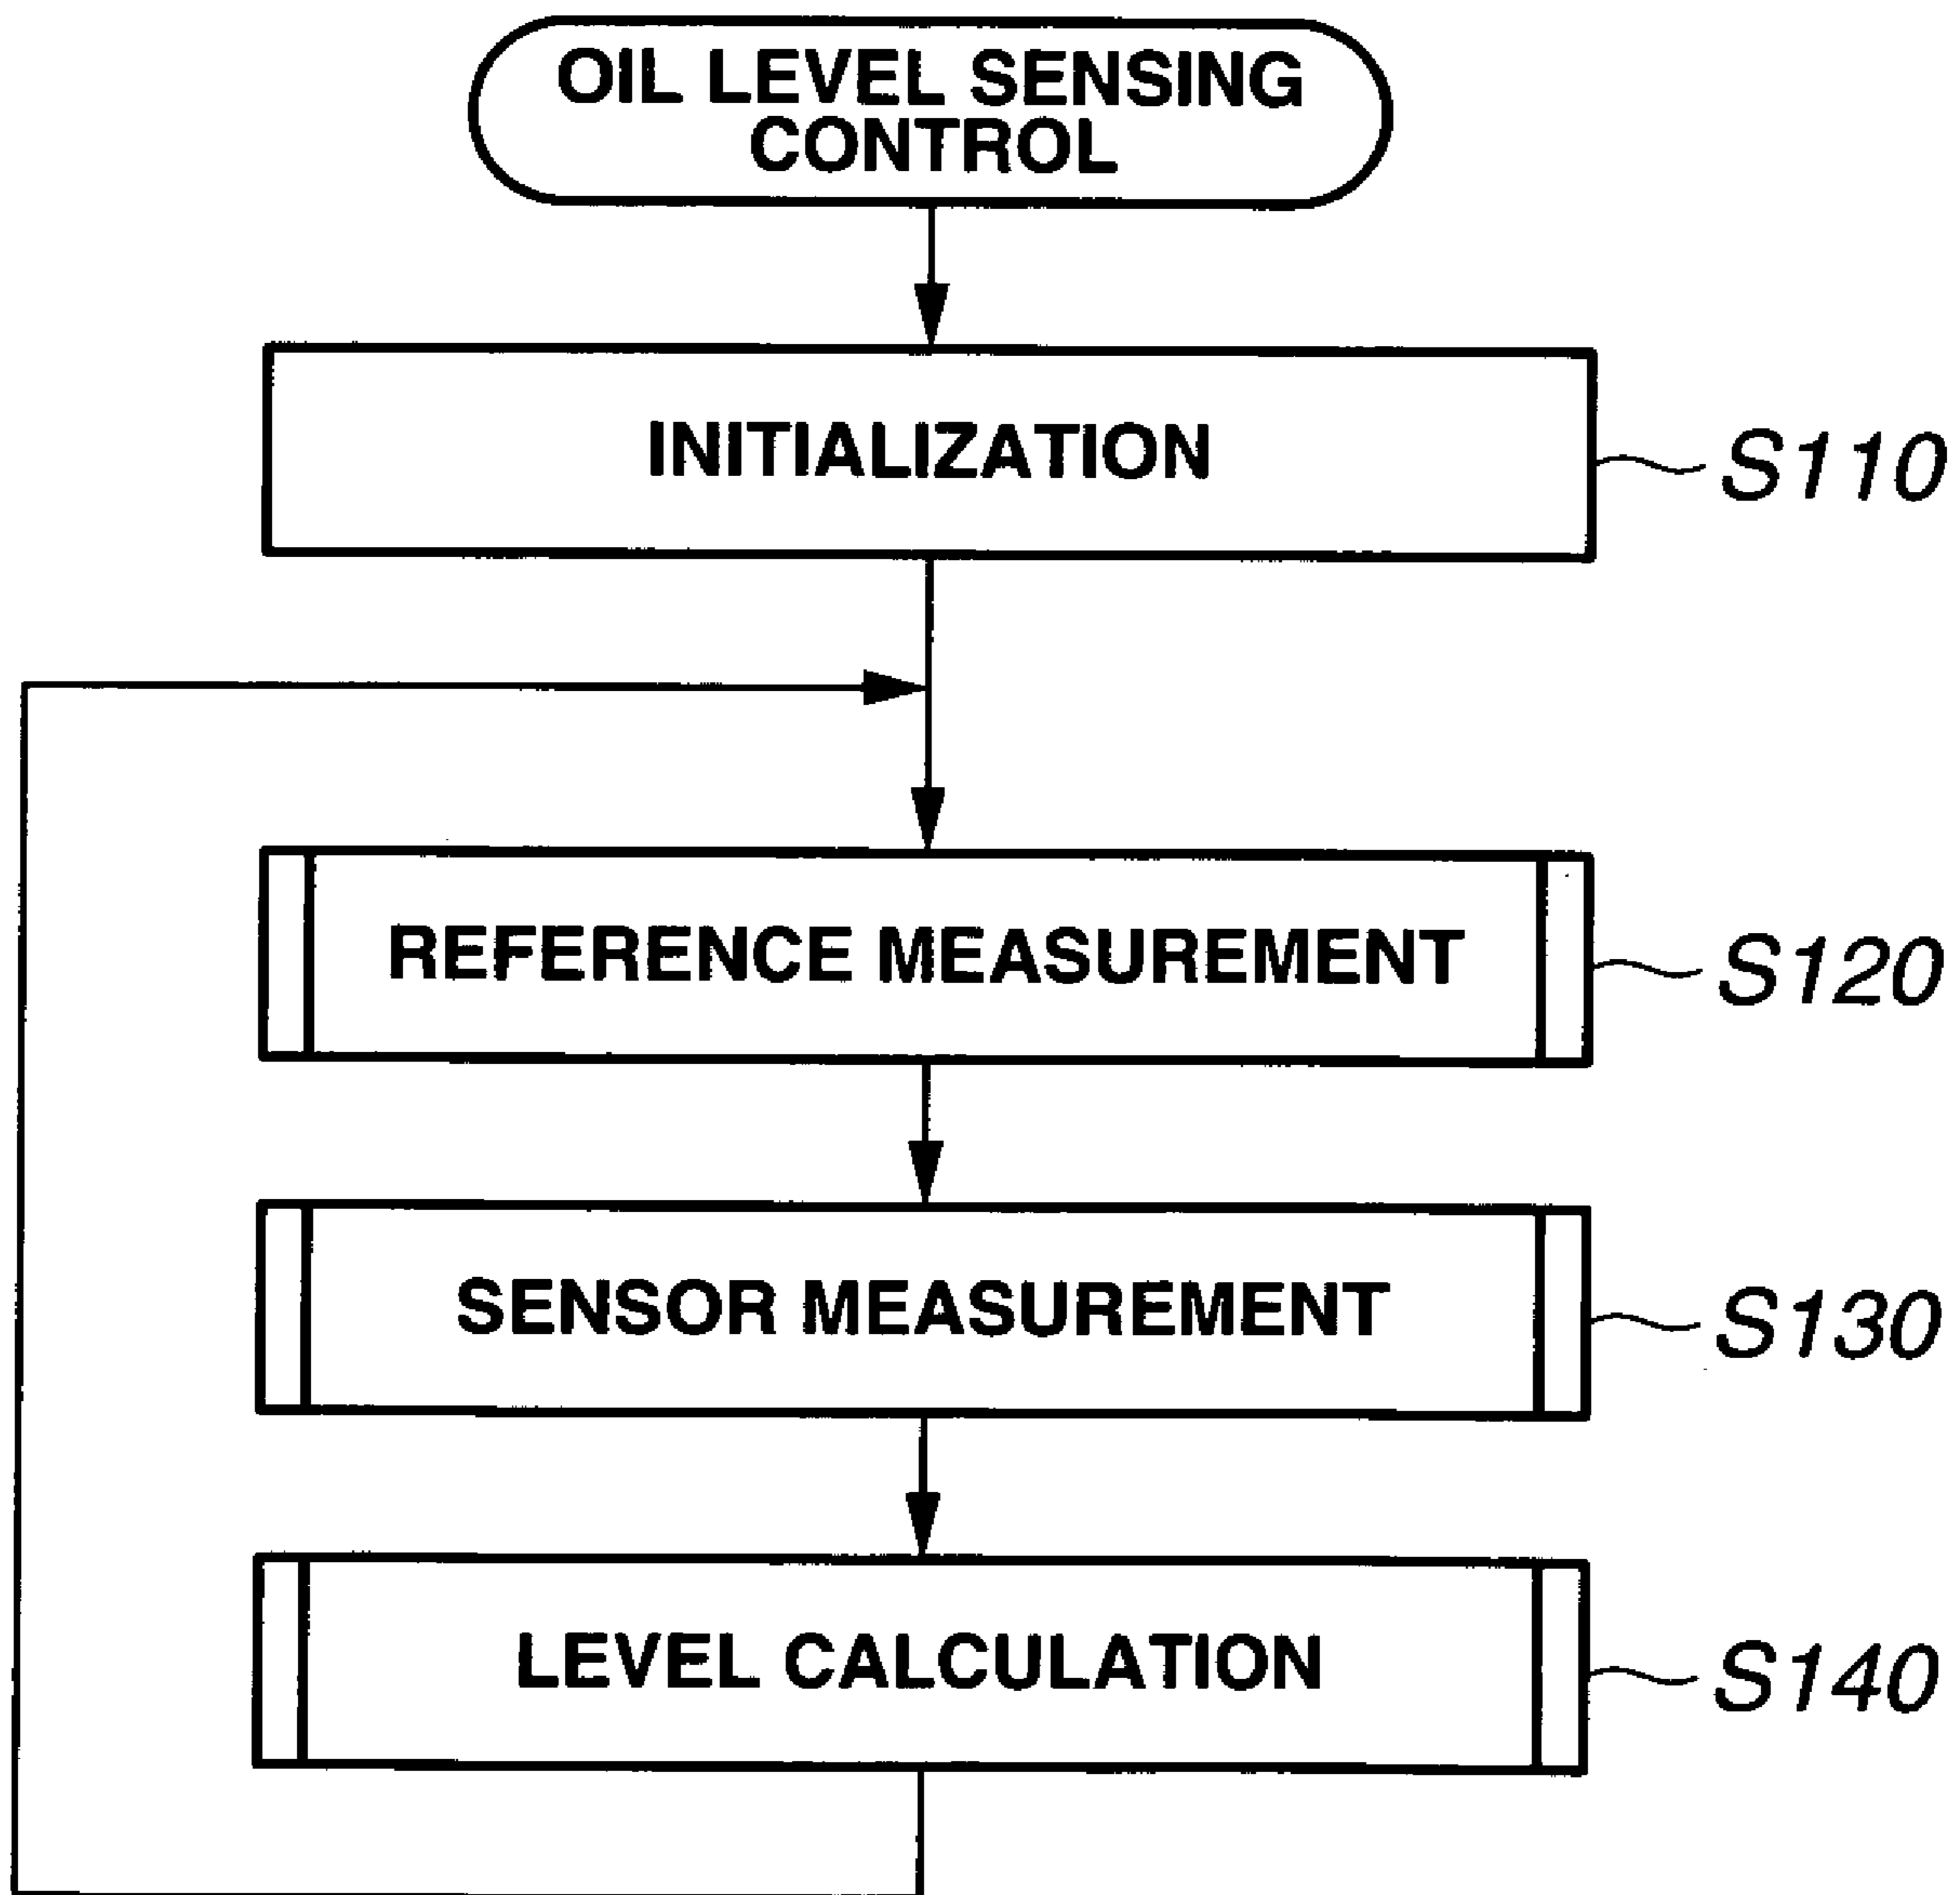 OIL LEVEL SENSING
CONTROL
INITIALIZATION
S110
REFERENCE MEASUREMENT
S120
SENSOR MEASUREMENT
S130
LEVEL CALCULATION
S140